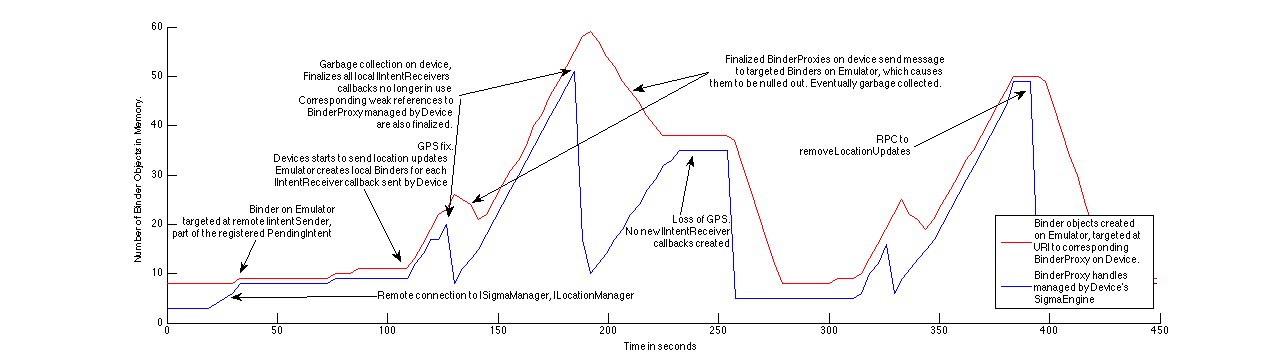 60
50
40
30
20
10
0
Number of Binder Objects in Memory.
0
50
100
150
200
250
300
350
400
450
Time in seconds
Garbage collection on device,
Finalizes all local IIntentReceivers
callbacks no longer in use
Corresponding weak references to
BinderProxy managed by Device
are also finalized.
GPS fix.
Devices starts to send location updates
Emulator creates local Binders for each
IIntentReceiver callback sent by Device
Binder on Emulator
targeted at remote IintentSender,
part of the registered PendingIntent
Remote connection to ISigmaManager, ILocationManager
Finalized BinderProxies on device send message
to targeted Binders on Emulator, which causes
them to be nulled out. Eventually garbage collected.
RPC to
removeLocationUpdates
Loss of GPS.
No new IIntentReceiver
callbacks created
Binder objects created
on Emulator, targeted at
URI to corresponding
BinderProxy on Device.
BinderProxy handles
managed by Device's
SigmaEngine